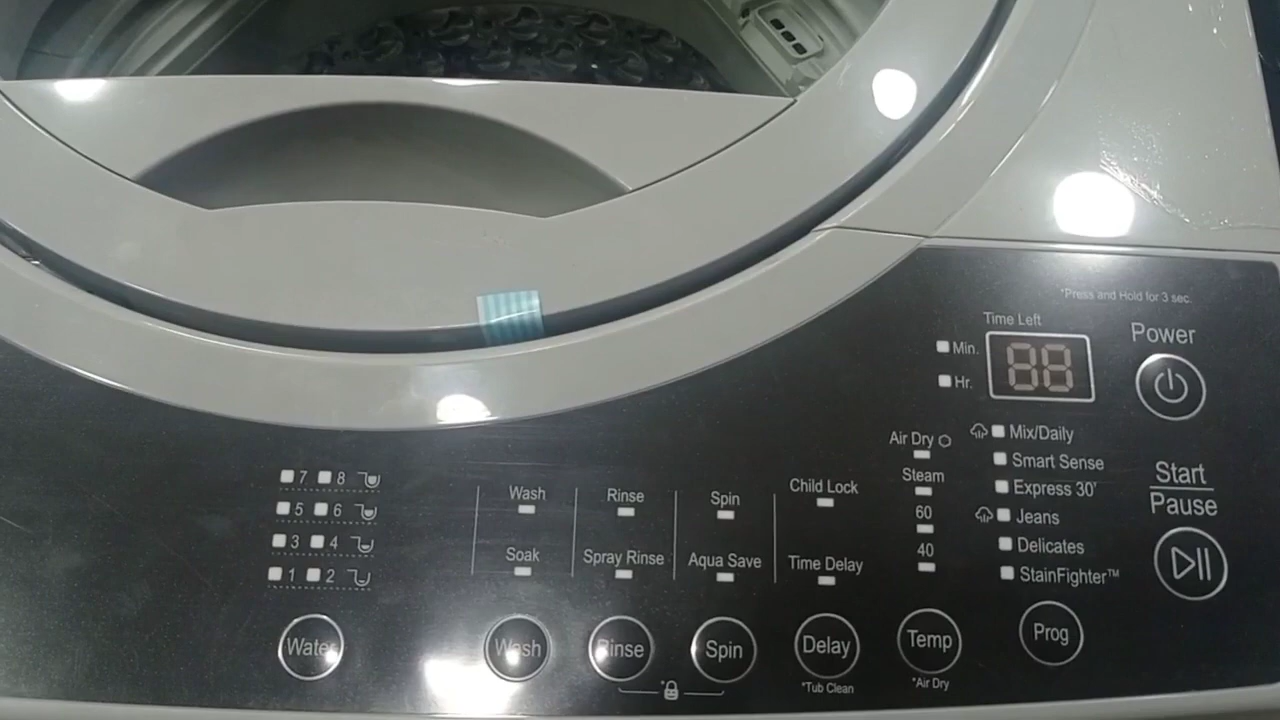 *Press and Hold for 3 sec.
Time Left
Power
Min.
88
Hr.
Air Dry
Mix/Daily
Steam
Smart Sense
60
Express 30'
40
Jeans
Delicates
StainFighter™
Start
Pause
7 8
5 6
3 4
1 2
Wash
Rinse
Spin
Child Lock
Soak
Spray Rinse
Aqua Save
Time Delay
Water
Wash
Rinse
Spin
Delay
Temp
Prog
*Tub Clean
*Air Dry